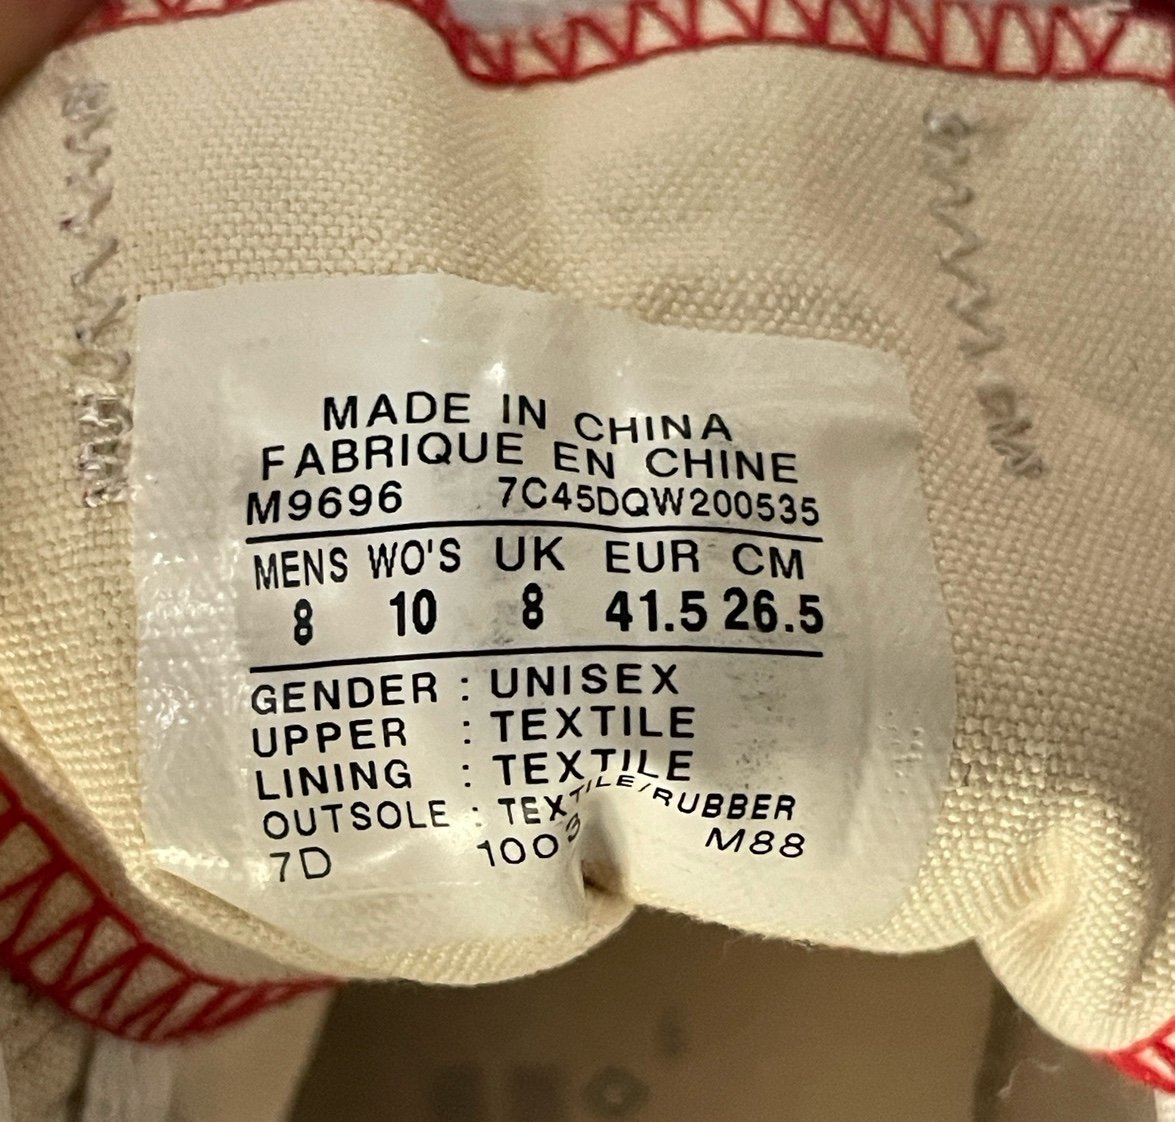 MADE IN CHINA
FABRIQUE EN CHINE
M9696 7C45DQW200535
MENS WO'S UK EUR CM
8 10 8 41.5 26.5
GENDER : UNISEX
UPPER : TEXTILE
LINING : TEXTILE
OUTSOLE : TEXTILE/RUBBER
7D 1003 M88